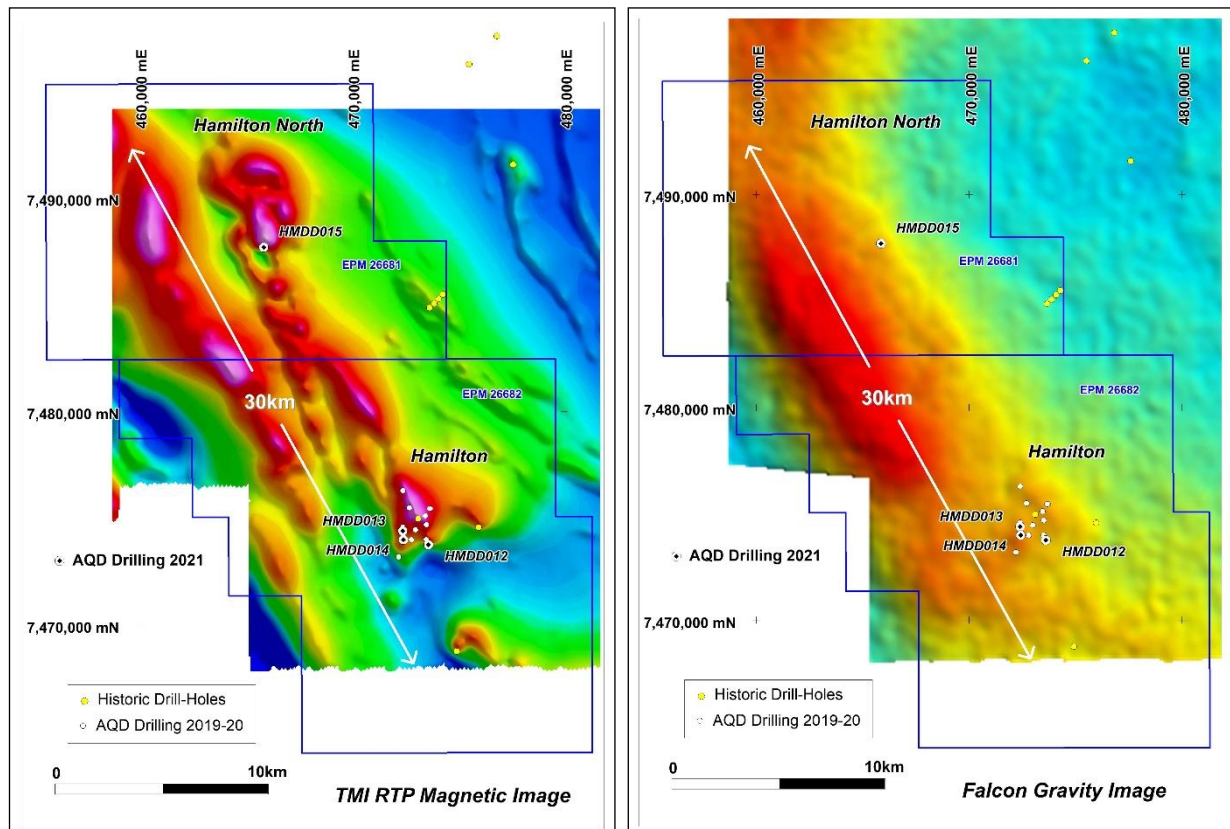 460,000 mE
470,000 mE
480,000 mE
Hamilton North
7,490,000 mN
HMDD015
EPM 26681
EPM 26682
30km
7,480,000 mN
Hamilton
HMDD013
HMDD014
HMDD012
AQD Drilling 2021
7,470,000 mN
Historic Drill-Holes
AQD Drilling 2019-20
0
10km
TMI RTP Magnetic Image
460,000 mE
470,000 mE
480,000 mE
Hamilton North
7,490,000 mN
HMDD015
EPM 26681
EPM 26682
30km
7,480,000 mN
Hamilton
HMDD013
HMDD014
HMDD012
AQD Drilling 2021
7,470,000 mN
Historic Drill-Holes
AQD Drilling 2019-20
0
10km
Falcon Gravity Image